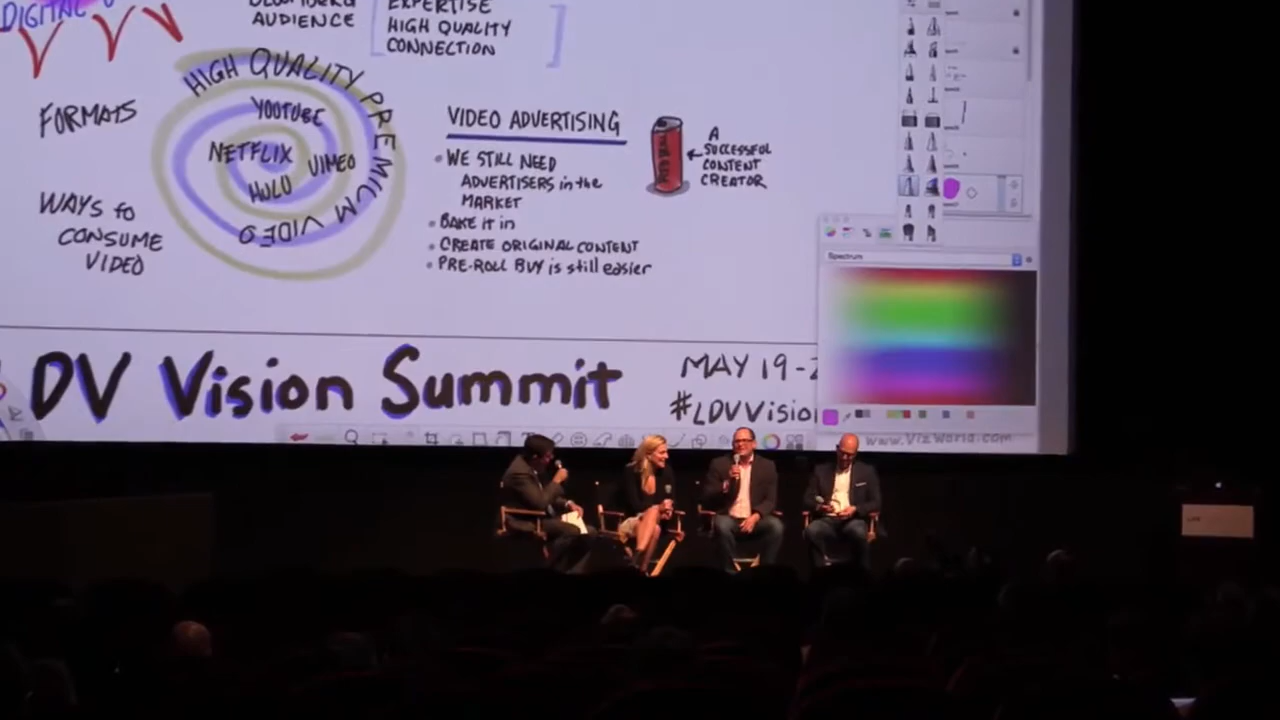 DIGITAL
AUDIENCE
EXPERTISE
HIGH QUALITY
CONNECTION
FORMATS
WAYS to
CONSUME
VIDEO
HIGH QUALITY PREMIUM VIDEO
YOUTUBE
NETFLIX
VIMEO
HULU
VIDEO ADVERTISING
• WE STILL NEED
ADVERTISERS in the
MARKET
• BAKE IT in
• CREATE ORIGINAL CONTENT
• PRE-ROLL BUY is still easier
A
SUCCESSFUL
CONTENT
CREATOR
Spectrum
DV Vision Summit
MAY 19-2
#LDVVisio
www.VizWorld.com